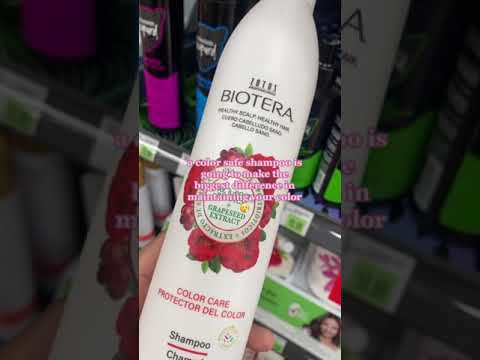 ZOTOS
BIOTERA
HEALTHY SCALP. HEALTHY HAIR.
CUERO CABELLUDO SANO.
CABELLO SANO.
a color safe shampoo is
going to make the
biggest difference in
maintaining your color
GRAPESEED
EXTRACT
COLOR CARE
PROTECTOR DEL COLOR
Shampoo